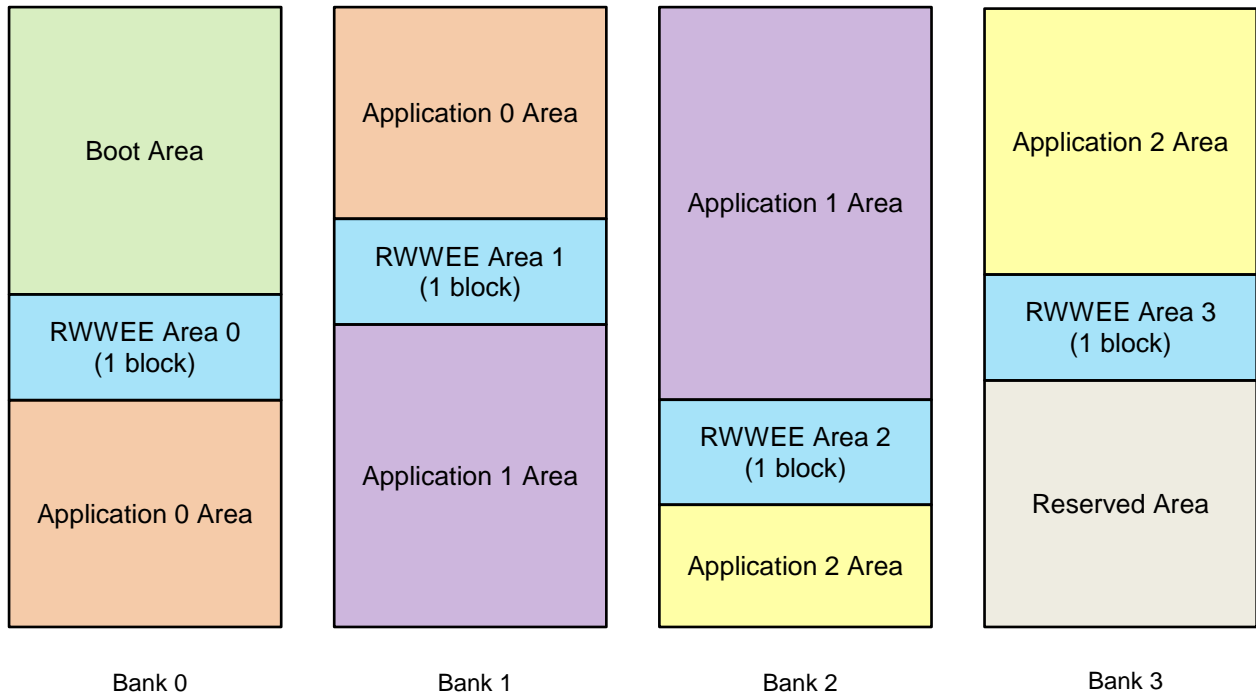 Boot Area
RWWEE Area 0
(1 block)
Application 0 Area
Bank 0
Application 0 Area
RWWEE Area 1
(1 block)
Application 1 Area
Bank 1
Application 1 Area
RWWEE Area 2
(1 block)
Application 2 Area
Bank 2
Application 2 Area
RWWEE Area 3
(1 block)
Reserved Area
Bank 3